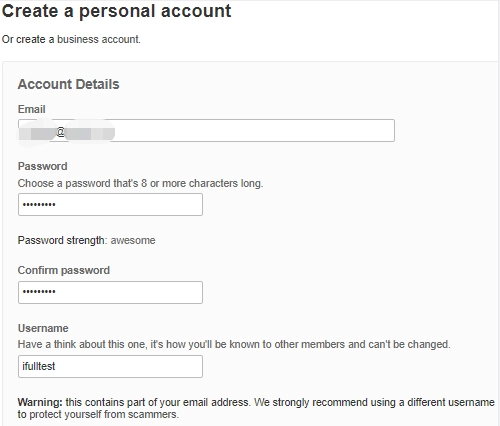 Create a personal account
Or create a business account.
Account Details
Email
@
Password
Choose a password that's 8 or more characters long.
•••••••••
Password strength: awesome
Confirm password
•••••••••
Username
Have a think about this one, it's how you'll be known to other members and can't be changed.
ifulltest
Warning: this contains part of your email address. We strongly recommend using a different username
to protect yourself from scammers.